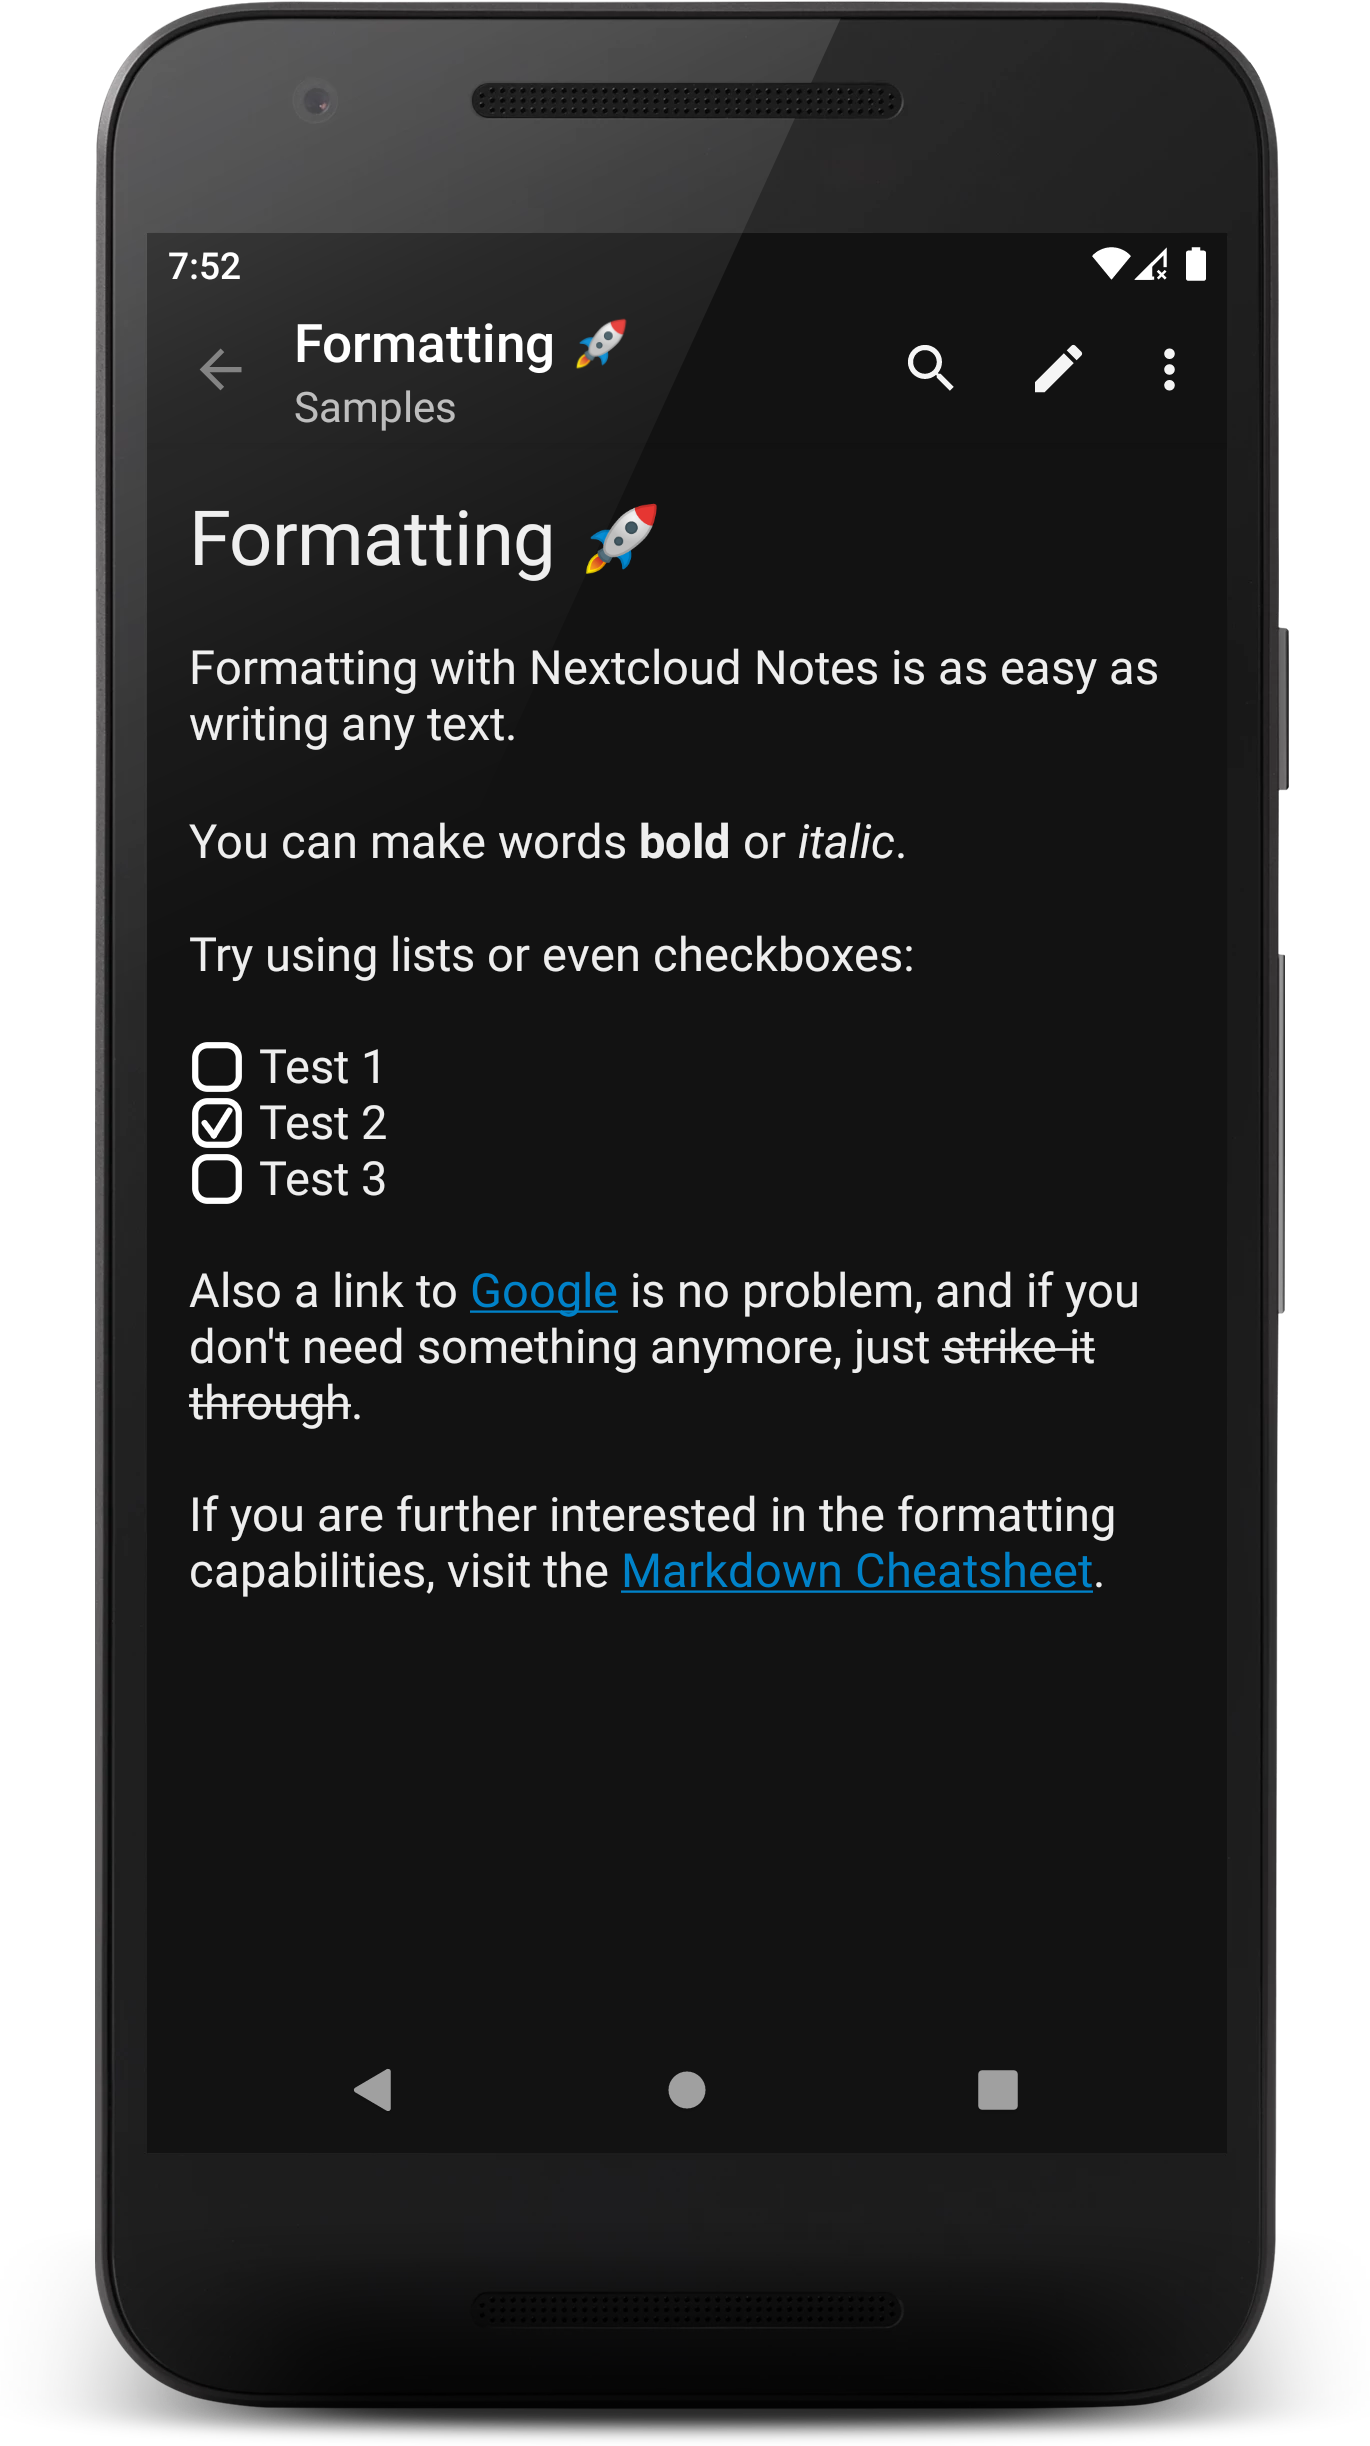 7:52
Formatting 🚀
Samples
Formatting 🚀
Formatting with Nextcloud Notes is as easy as
writing any text.
You can make words bold or italic.
Try using lists or even checkboxes:
Test 1
Test 2
Test 3
Also a link to Google is no problem, and if you
don't need something anymore, just strike it
through.
If you are further interested in the formatting
capabilities, visit the Markdown Cheatsheet.